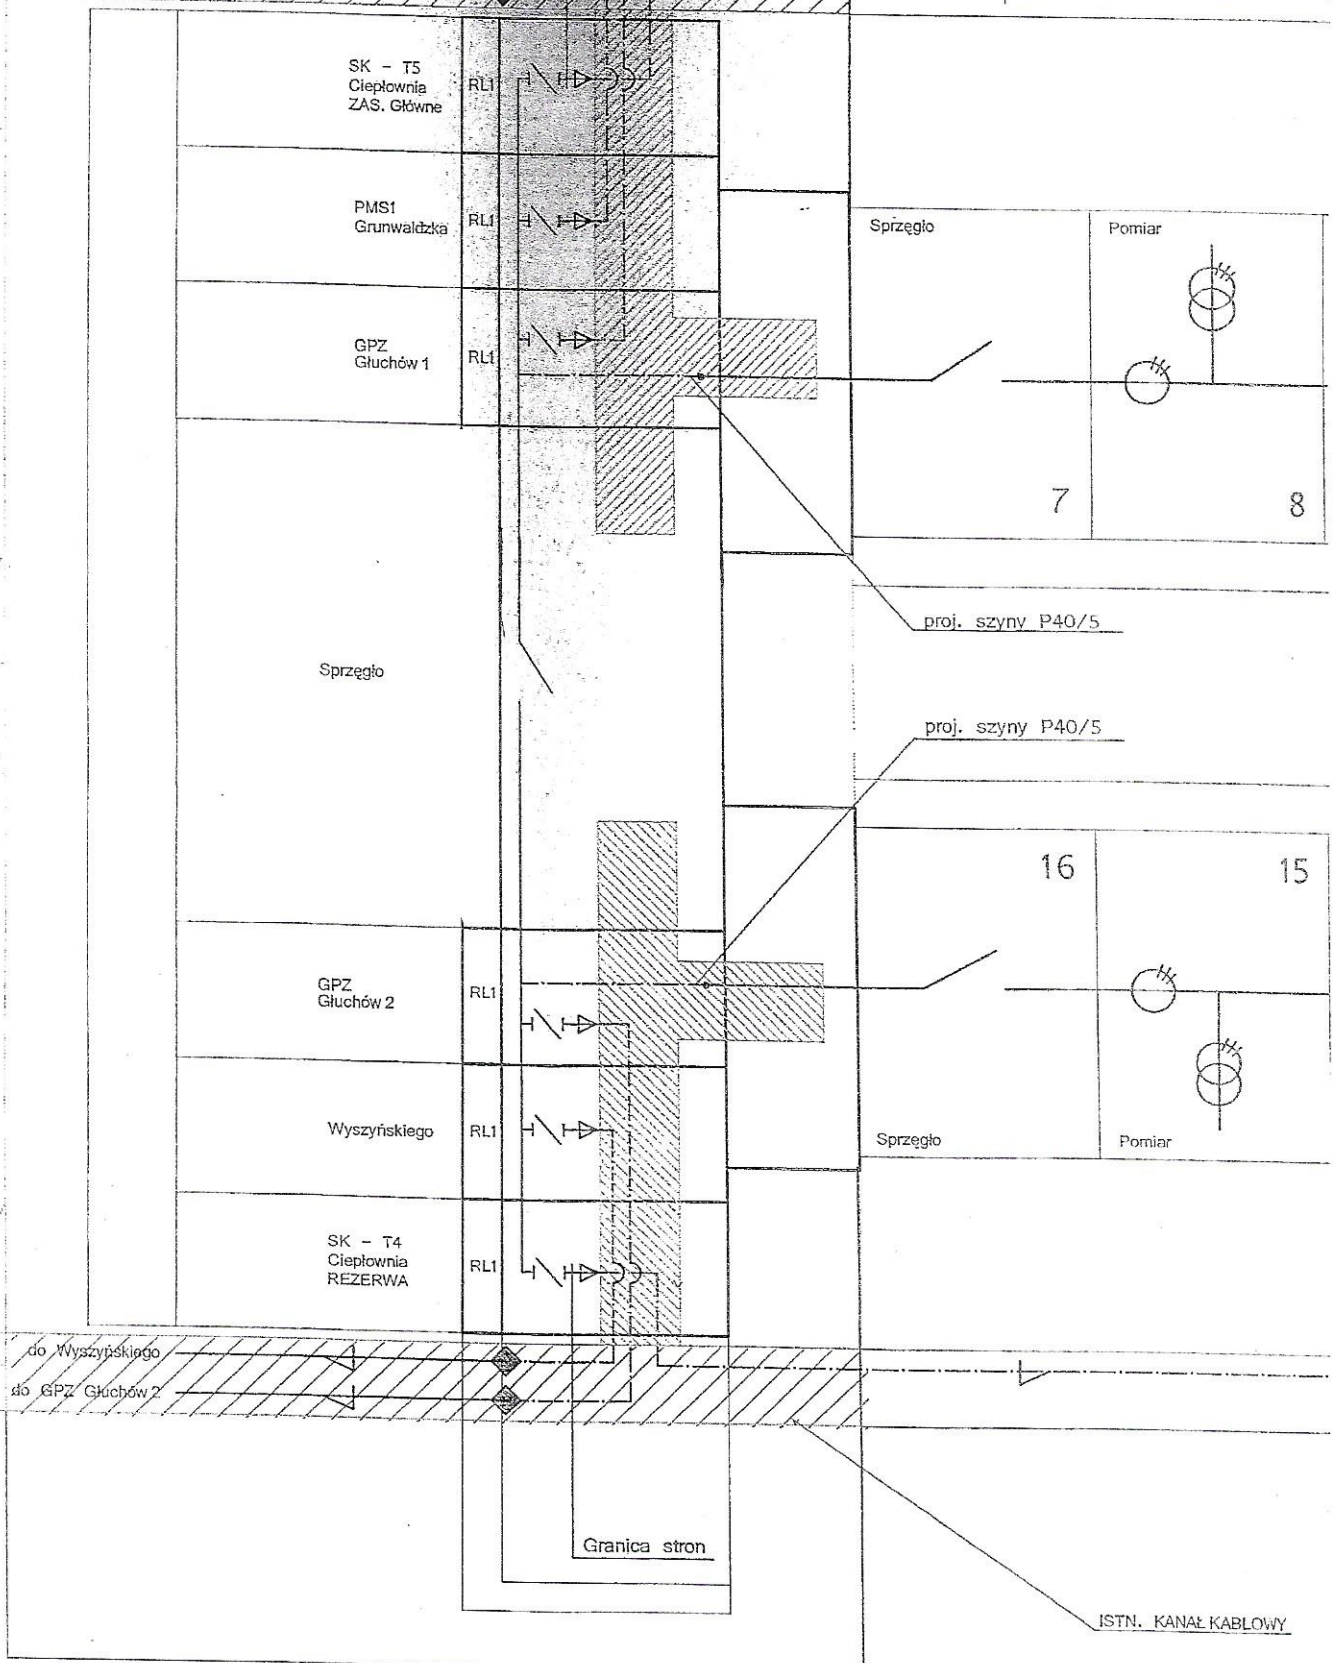 SK - T5
Ciepłownia
ZAS. Główne
RL1
PMS1
Grunwaldzka
RL1
GPZ
Głuchów 1
RL1
Sprzęgło
Pomiar
7
8
proj. szyny P40/5
Sprzęgło
proj. szyny P40/5
16
15
GPZ
Głuchów 2
RL1
Wyszyńskiego
RL1
Sprzęgło
Pomiar
SK - T4
Ciepłownia
REZERWA
RL1
do Wyszyńskiego
do GPZ Głuchów 2
Granica stron
ISTN. KANAŁ KABLOWY